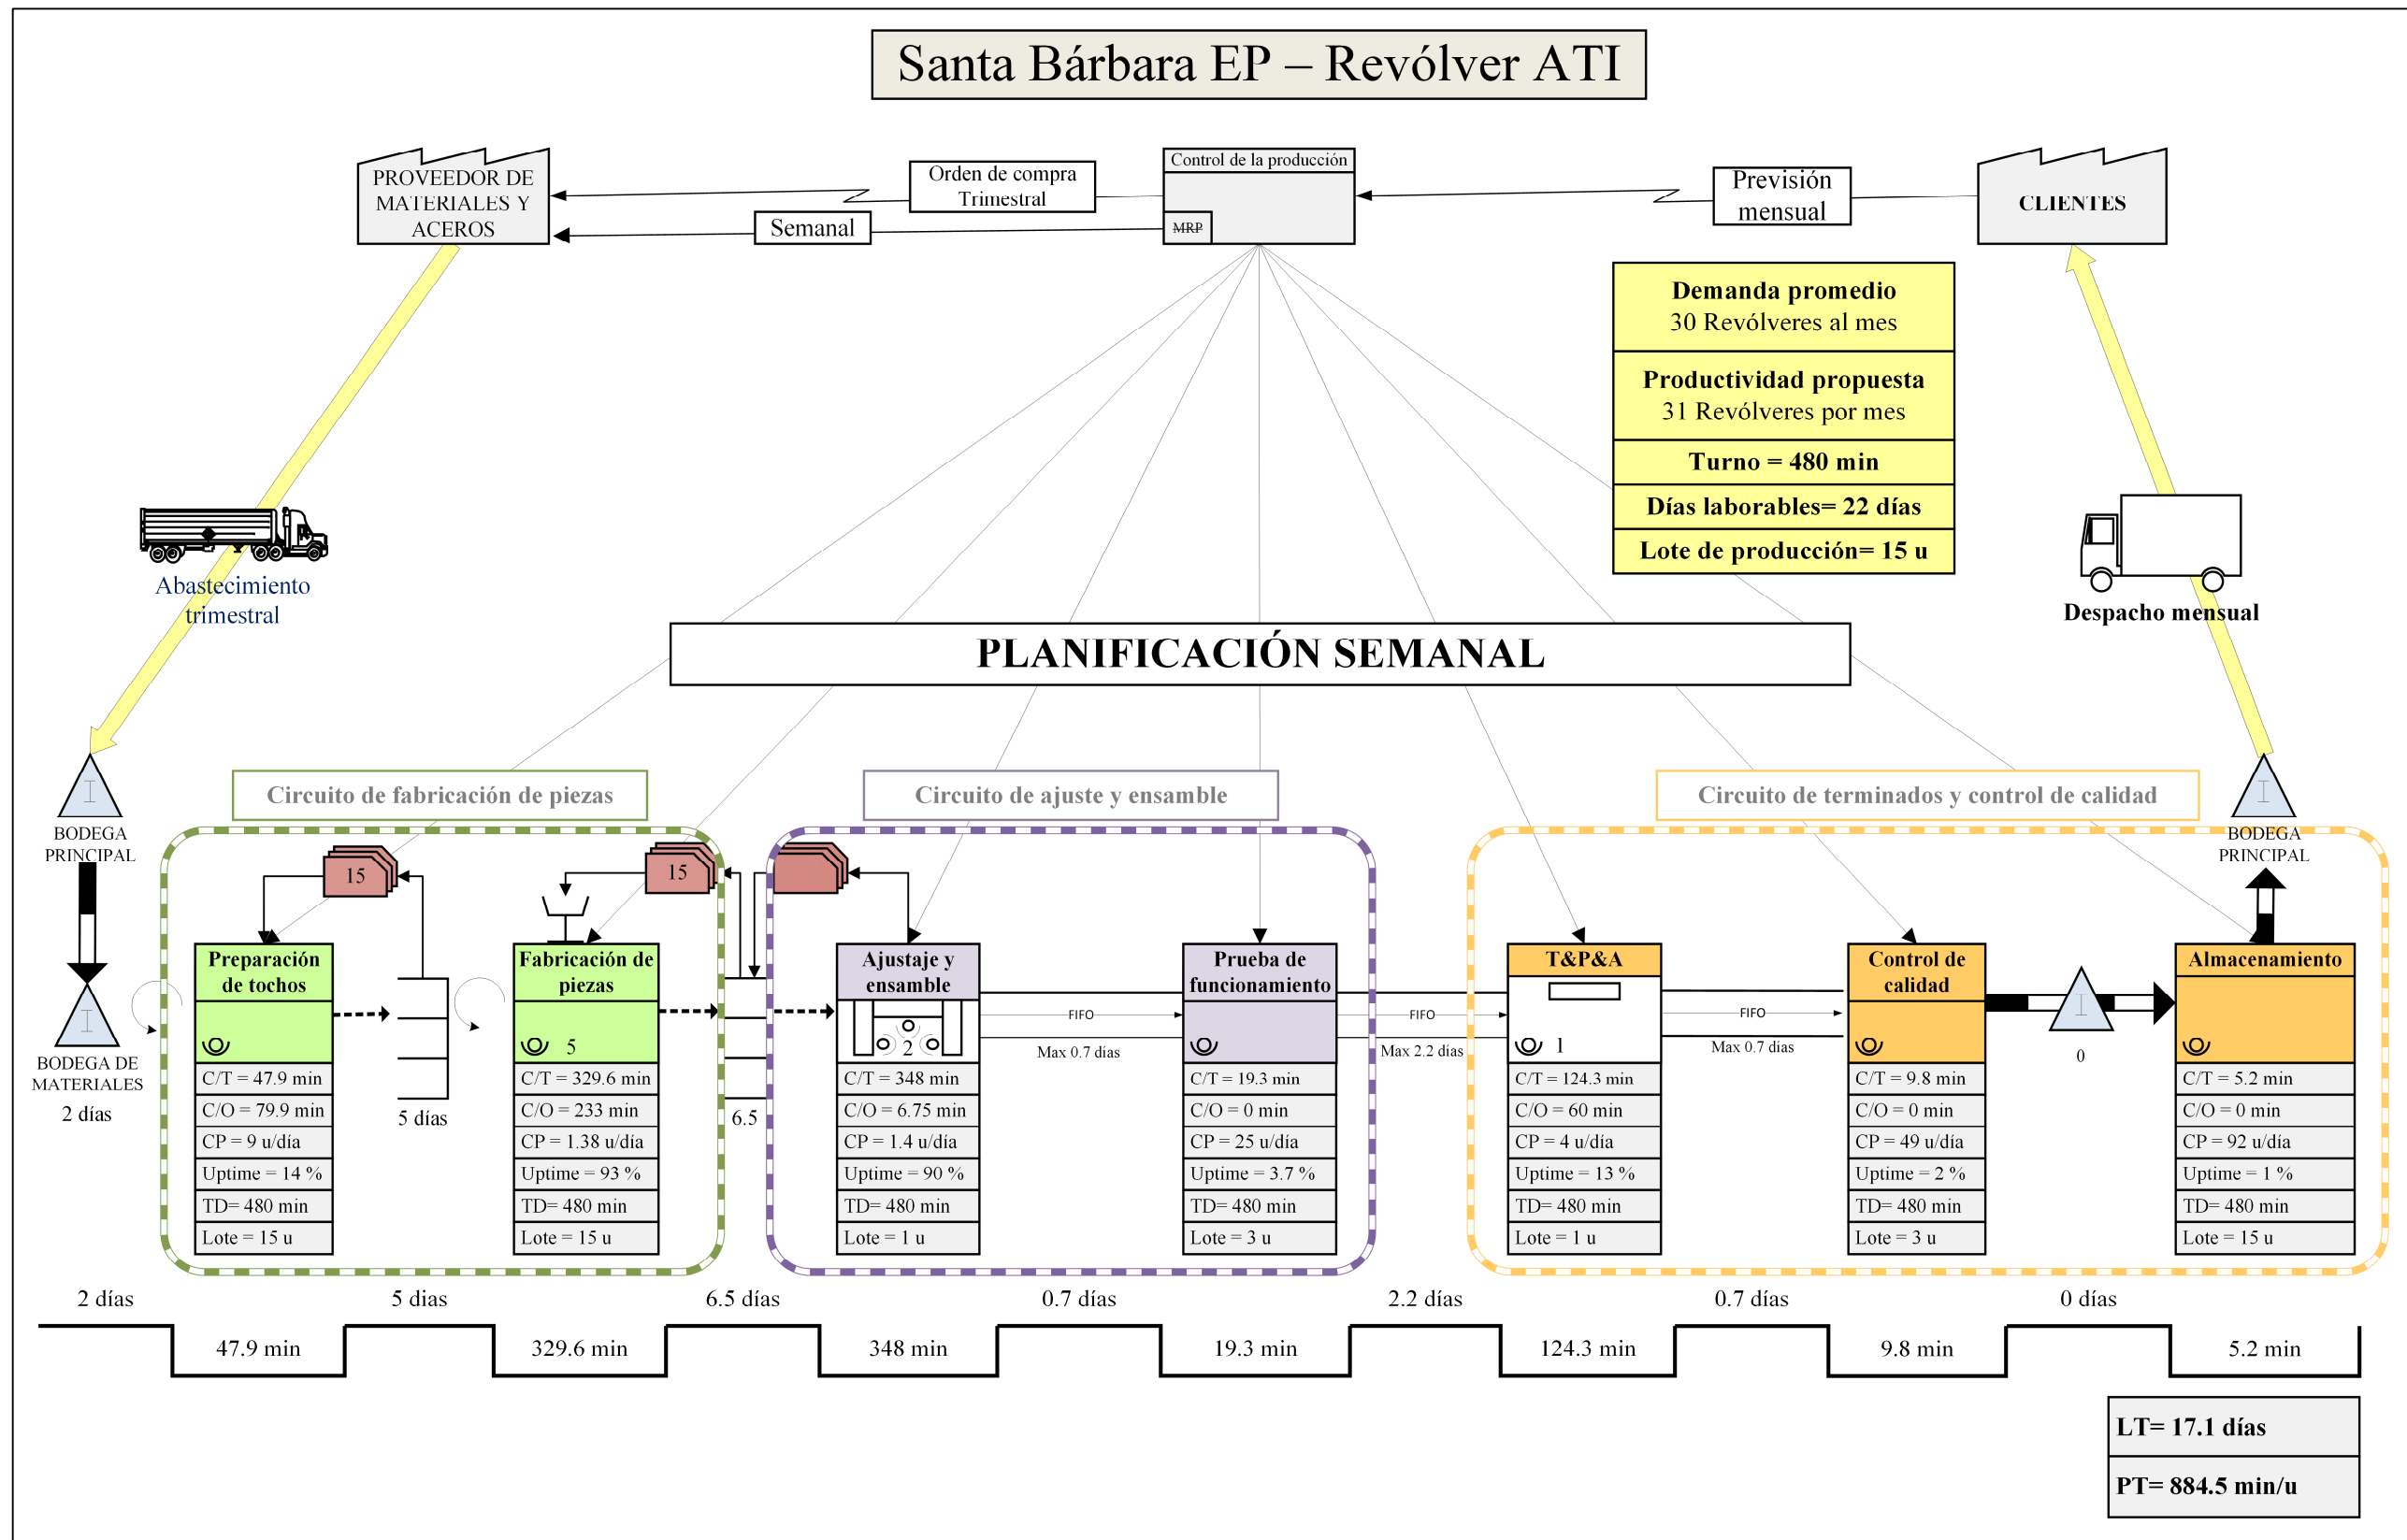 Santa Bárbara EP – Revólver ATI
PROVEEDOR DE
MATERIALES Y
ACEROS
Orden de compra
Trimestral
Semanal
Control de la producción
MRP
Previsión
mensual
CLIENTES
Demanda promedio
30 Revólveres al mes
Productividad propuesta
31 Revólveres por mes
Turno = 480 min
Días laborables= 22 días
Lote de producción= 15 u
Abastecimiento
trimestral
Despacho mensual
PLANIFICACIÓN SEMANAL
Circuito de fabricación de piezas
Circuito de ajuste y ensamble
Circuito de terminados y control de calidad
I
BODEGA
PRINCIPAL
I
BODEGA DE
MATERIALES
2 días
15
Preparación
de tochos
C/T = 47.9 min
C/O = 79.9 min
CP = 9 u/día
Uptime = 14 %
TD= 480 min
Lote = 15 u
5 días
15
Fabricación de
piezas
5
C/T = 329.6 min
C/O = 233 min
CP = 1.38 u/día
Uptime = 93 %
TD= 480 min
Lote = 15 u
6.5
Ajustaje y
ensamble
2
C/T = 348 min
C/O = 6.75 min
CP = 1.4 u/día
Uptime = 90 %
TD= 480 min
Lote = 1 u
FIFO
Max 0.7 días
Prueba de
funcionamiento
C/T = 19.3 min
C/O = 0 min
CP = 25 u/día
Uptime = 3.7 %
TD= 480 min
Lote = 3 u
FIFO
Max 2.2 días
T&P&A
1
C/T = 124.3 min
C/O = 60 min
CP = 4 u/día
Uptime = 13 %
TD= 480 min
Lote = 1 u
FIFO
Max 0.7 días
Control de
calidad
C/T = 9.8 min
C/O = 0 min
CP = 49 u/día
Uptime = 2 %
TD= 480 min
Lote = 3 u
I
0
Almacenamiento
C/T = 5.2 min
C/O = 0 min
CP = 92 u/día
Uptime = 1 %
TD= 480 min
Lote = 15 u
I
BODEGA
PRINCIPAL
2 días
5 dias
6.5 días
0.7 días
2.2 días
0.7 días
0 días
47.9 min
329.6 min
348 min
19.3 min
124.3 min
9.8 min
5.2 min
LT= 17.1 días
PT= 884.5 min/u